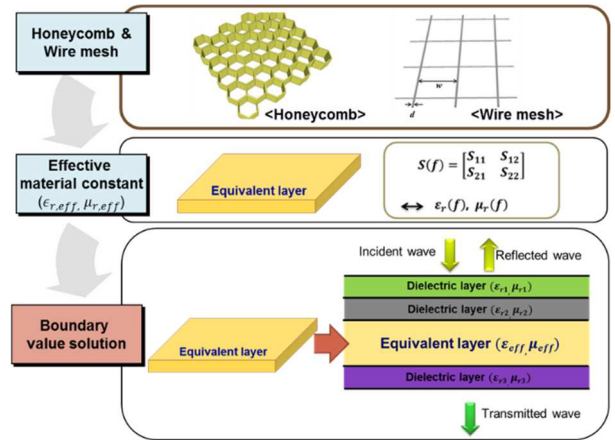 Honeycomb &
Wire mesh
<Honeycomb>
w
d
<Wire mesh>
Effective
material constant
(ϵr,eff, μr,eff)
Equivalent layer
S(f) = [S11 S12
S21 S22]
↔ εr(f), μr(f)
Boundary
value solution
Equivalent layer
Incident wave
Reflected wave
Dielectric layer (εr1, μr1)
Dielectric layer (εr2, μr2)
Equivalent layer (εeff, μeff)
Dielectric layer (εr3, μr3)
Transmitted wave